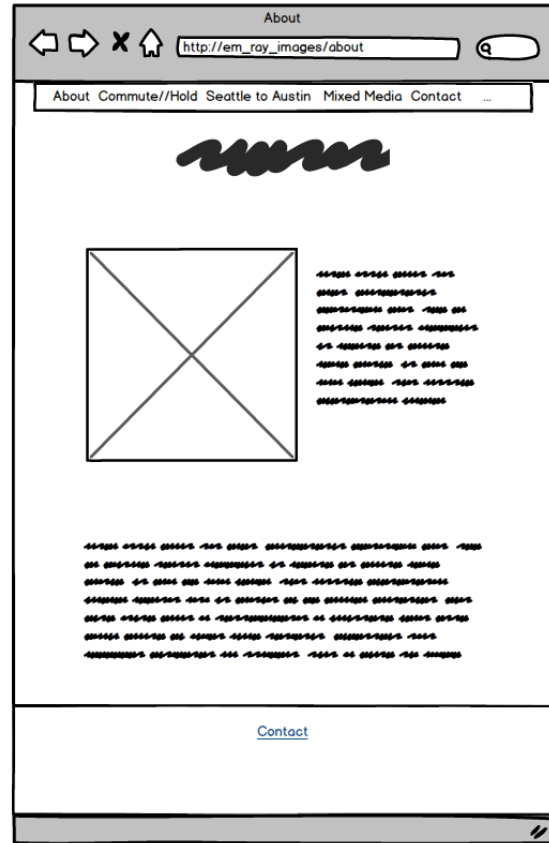 About
http://em_ray_images/about
About Commute//Hold Seattle to Austin Mixed Media Contact ...
Contact